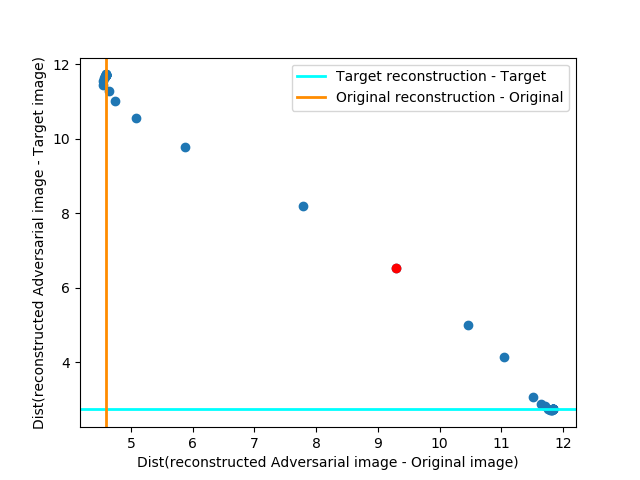 Target reconstruction - Target
Original reconstruction - Original
Dist(reconstructed Adversarial image - Target image)
12
10
8
6
4
5 6 7 8 9 10 11 12
Dist(reconstructed Adversarial image - Original image)